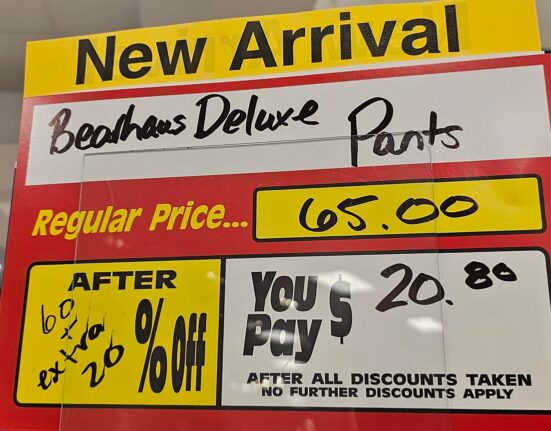 New Arrival
Bearhaus Deluxe Pants
Regular Price... 65.00
AFTER
60
+
extra
20
% Off
You Pay $ 20.80
AFTER ALL DISCOUNTS TAKEN
NO FURTHER DISCOUNTS APPLY